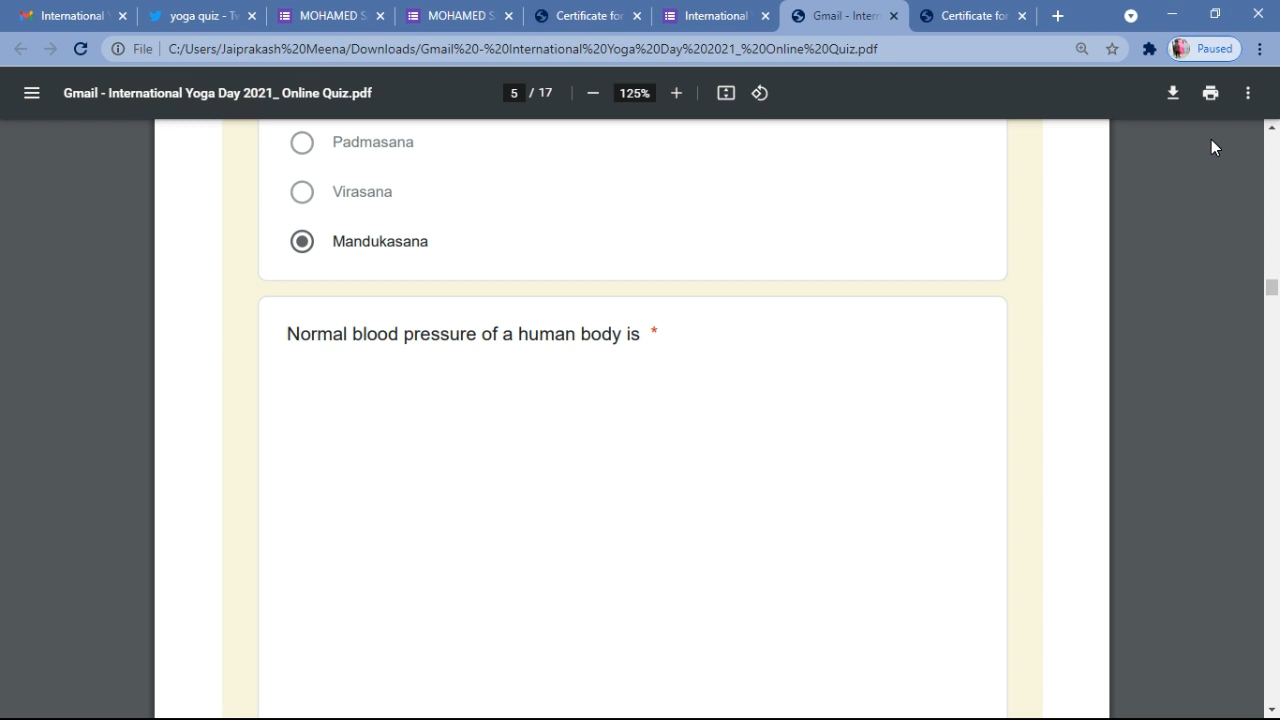 International Y
yoga quiz - Tw
MOHAMED S
MOHAMED S
Certificate for
International
Gmail - Intern
Certificate for
File
C:/Users/Jaiprakash%20Meena/Downloads/Gmail%20-%20International%20Yoga%20Day%202021_%20Online%20Quiz.pdf
Paused
Gmail - International Yoga Day 2021_ Online Quiz.pdf
5 / 17
125%
Padmasana
Virasana
Mandukasana
Normal blood pressure of a human body is *